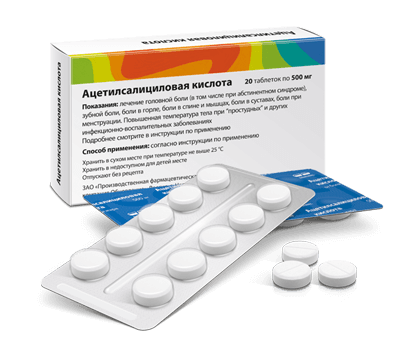 Ацетилсалициловая кислота
Ацетилсалициловая кислота 20 таблеток по 500 мг
Показания: лечение головной боли (в том числе при абстинентном синдроме),
зубной боли, боли в горле, боли в спине и мышцах, боли в суставах, боли при
менструации. Повышенная температура тела при "простудных" и других
инфекционно-воспалительных заболеваниях
Подробнее смотрите в инструкции по применению
Способ применения: согласно инструкции по применению
Хранить в сухом месте при температуре не выше 25 °C
Хранить в недоступном для детей месте
Отпускают без рецепта
ЗАО «Производственная фармацевтическая
Ацетилсалициловая
кислота